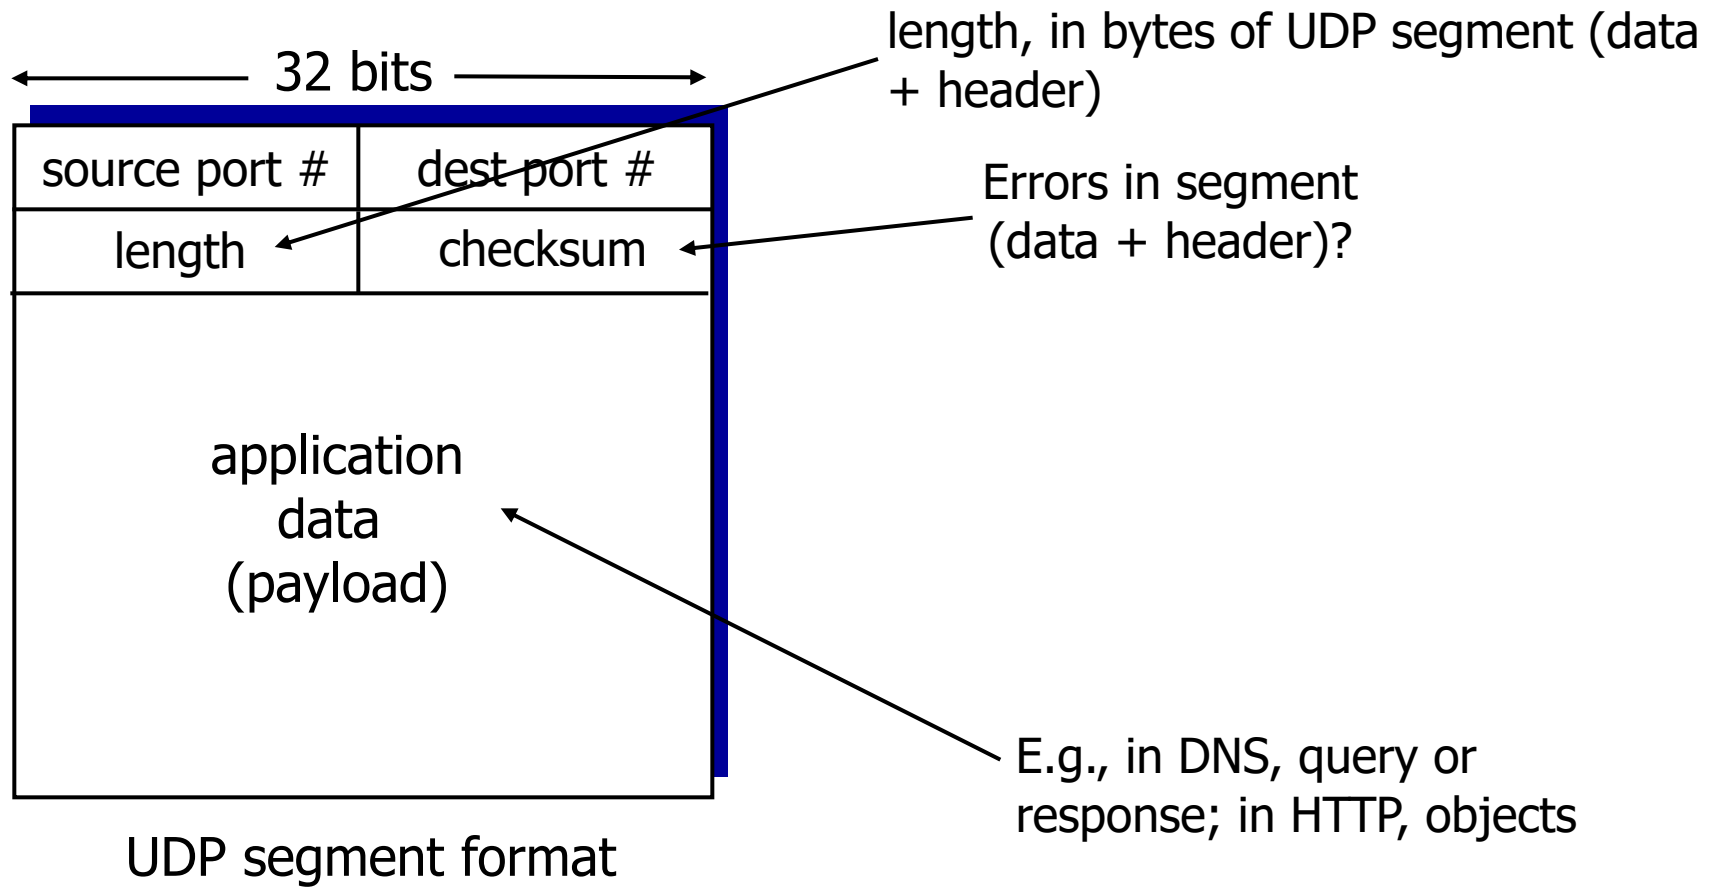 32 bits
length, in bytes of UDP segment (data
+ header)
source port #
dest port #
Errors in segment
(data + header)?
length
checksum
application
data
(payload)
E.g., in DNS, query or
response; in HTTP, objects
UDP segment format